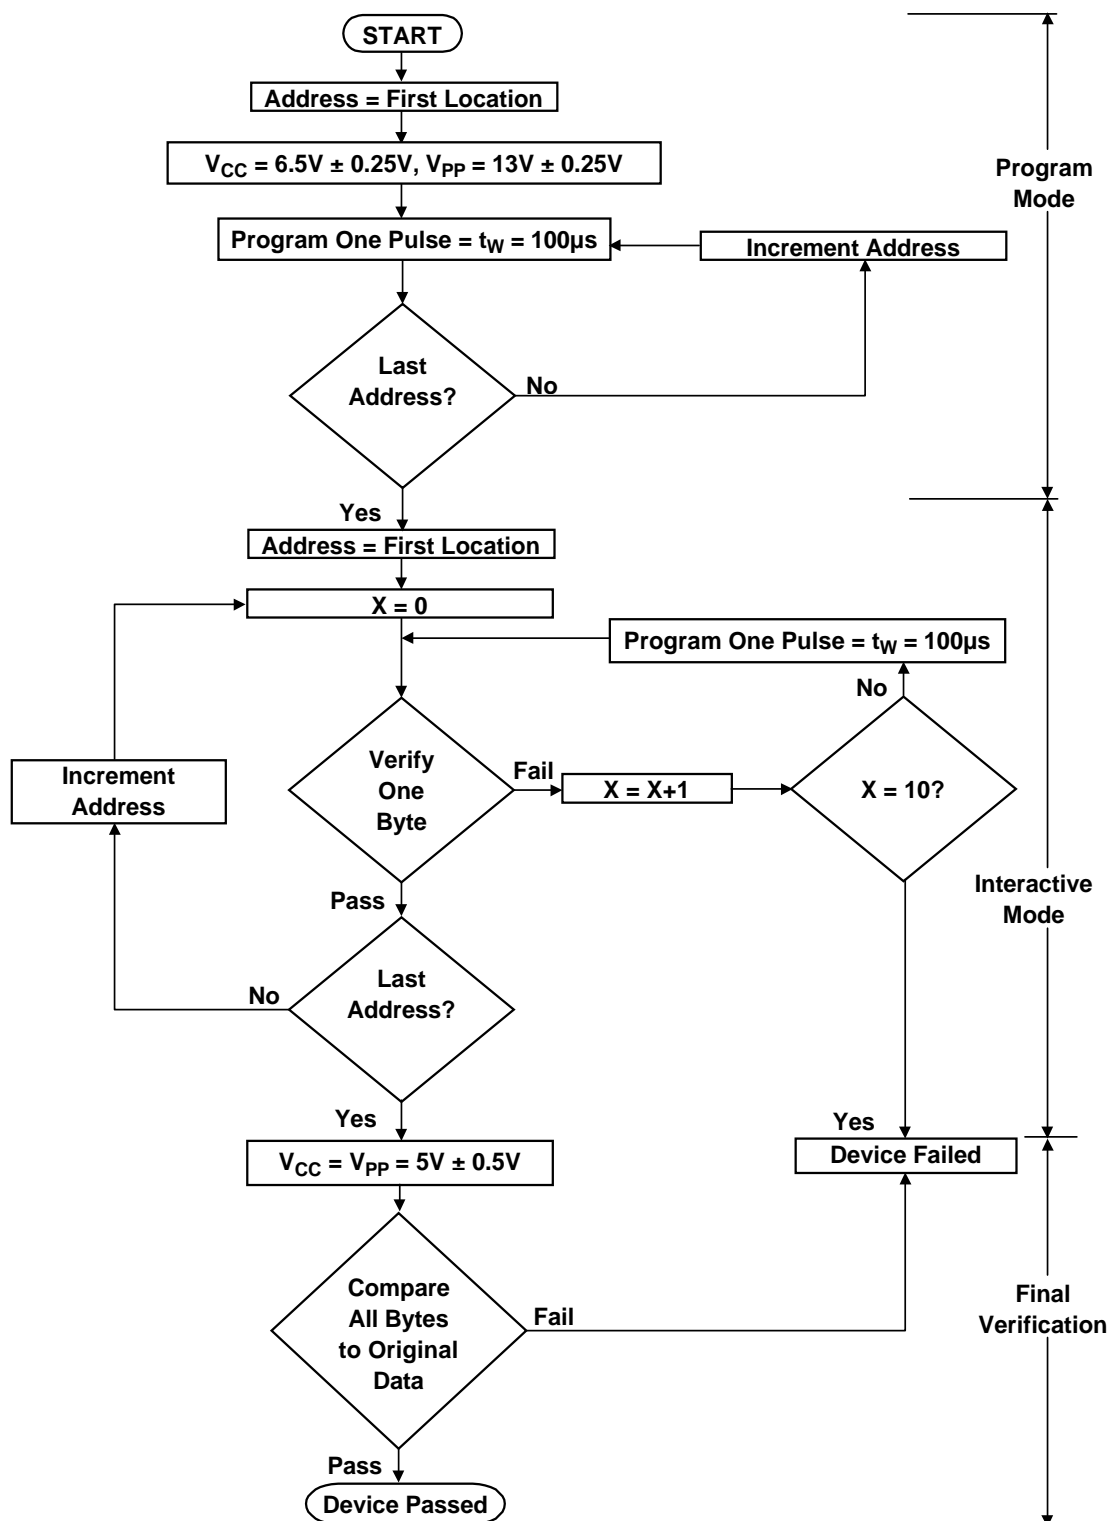 START
Address = First Location
VCC = 6.5V ± 0.25V, VPP = 13V ± 0.25V
Program
Mode
Program One Pulse = tW = 100µs
Increment Address
Last
Address?
No
Yes
Address = First Location
X = 0
Program One Pulse = tW = 100µs
No
Increment
Address
Verify
One
Byte
Fail
X = X+1
X = 10?
Interactive
Mode
Pass
Last
Address?
No
Yes
Yes
VCC = VPP = 5V ± 0.5V
Device Failed
Compare
All Bytes
to Original
Data
Fail
Final
Verification
Pass
Device Passed